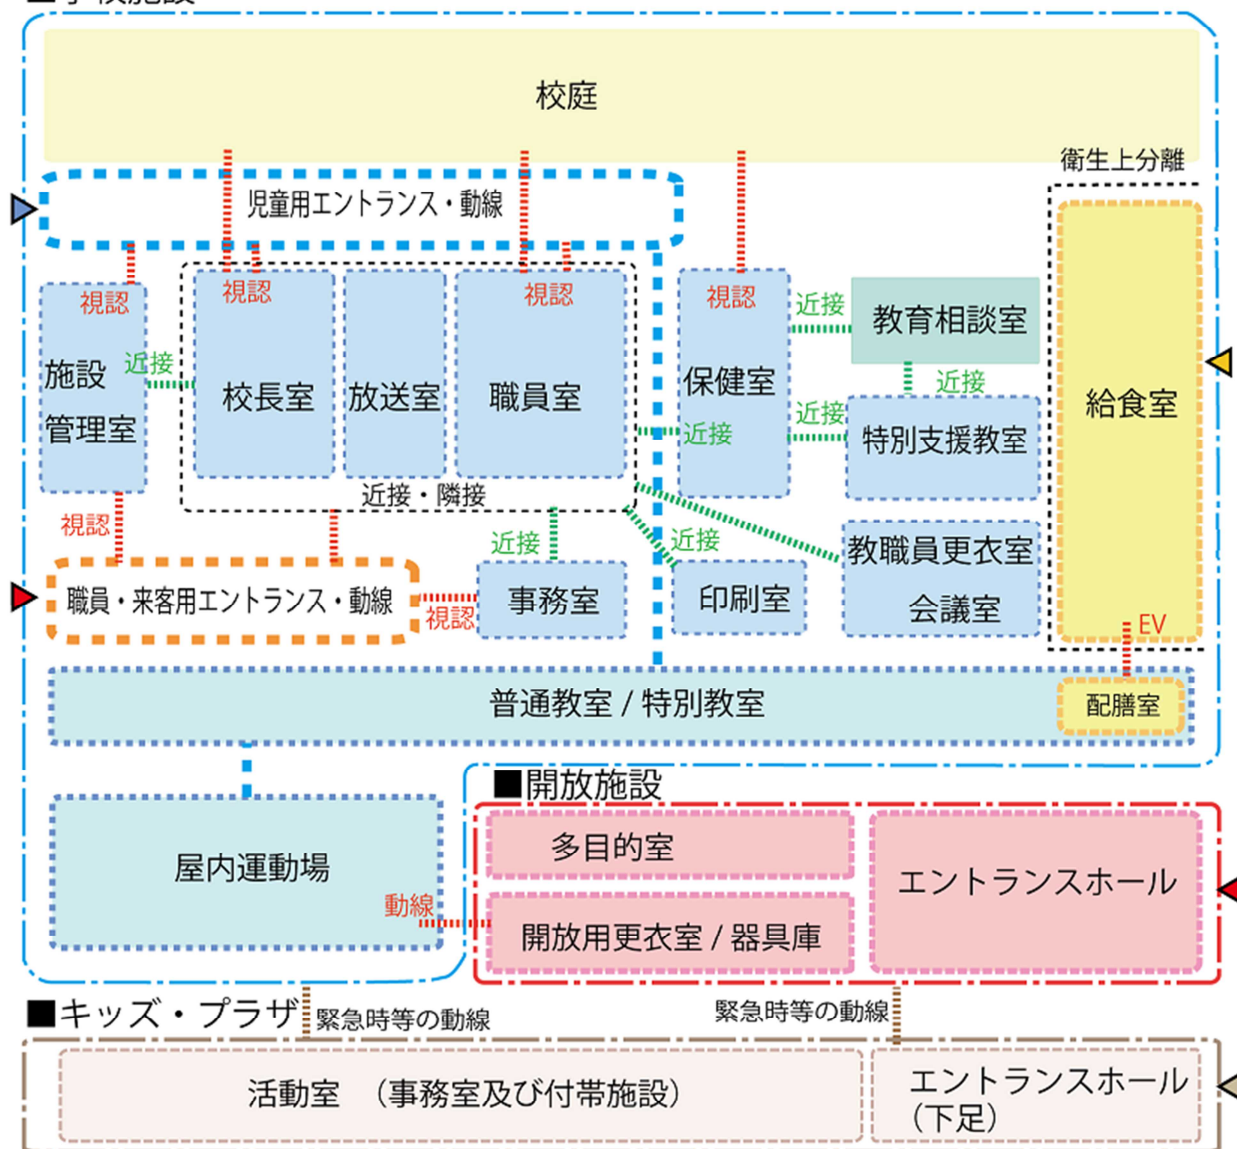 校庭
衛生上分離
児童用エントランス・動線
視認
視認
視認
視認
近接
教育相談室
近接
近接
施設
管理室
校長室
放送室
職員室
保健室
近接
近接
特別支援教室
給食室
近接・隣接
視認
近接
近接
教職員更衣室
会議室
職員・来客用エントランス・動線
視認
事務室
印刷室
EV
普通教室 / 特別教室
配膳室
■開放施設
多目的室
エントランスホール
屋内運動場
動線
開放用更衣室 / 器具庫
■キッズ・プラザ
緊急時等の動線
緊急時等の動線
活動室 （事務室及び付帯施設）
エントランスホール
（下足）